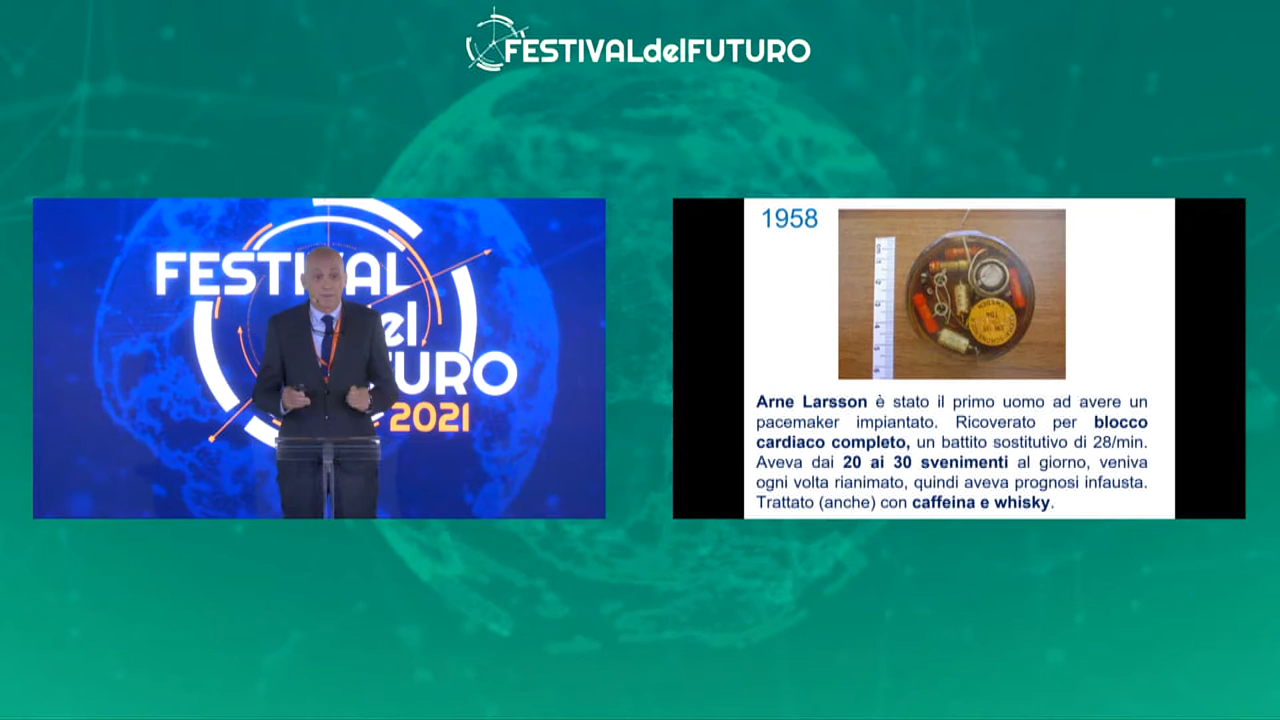 FESTIVALdelFUTURO
FESTIVAL
del
FUTURO
2021
1958
Arne Larsson è stato il primo uomo ad avere un
pacemaker impiantato. Ricoverato per blocco
cardiaco completo, un battito sostitutivo di 28/min.
Aveva dai 20 ai 30 svenimenti al giorno, veniva
ogni volta rianimato, quindi aveva prognosi infausta.
Trattato (anche) con caffeina e whisky.